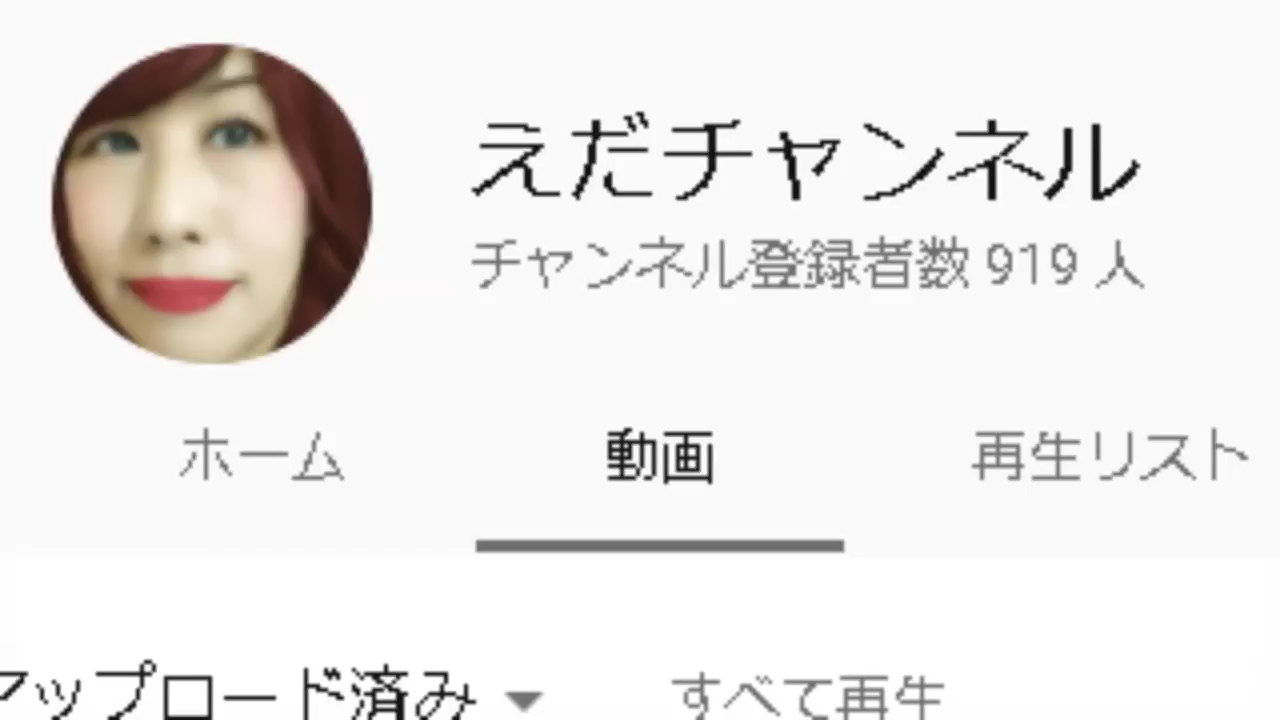 えだチャンネル
チャンネル登録者数 919 人
ホーム 動画 再生リスト
アップロード済み すべて再生